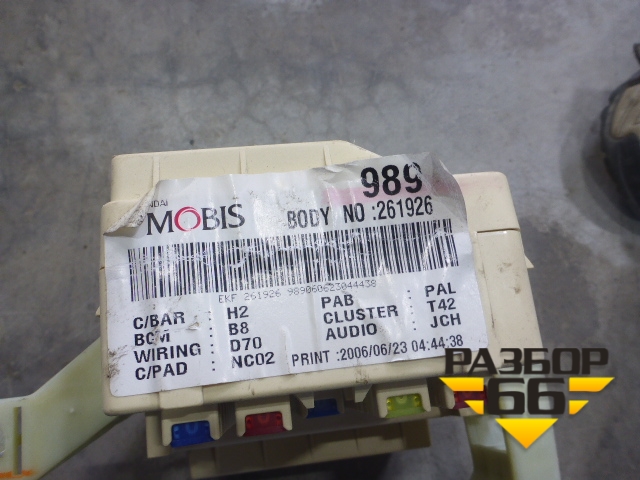 989
NDAI
MOBIS
BODY NO :261926
EKF 261926 989060623044438
C/BAR : H2
PAB : PAL
BCM : B8
CLUSTER : T42
WIRING : D70
AUDIO : JCH
C/PAD : NC02
PRINT :2006/06/23 04:44:38
РАЗБОР
66